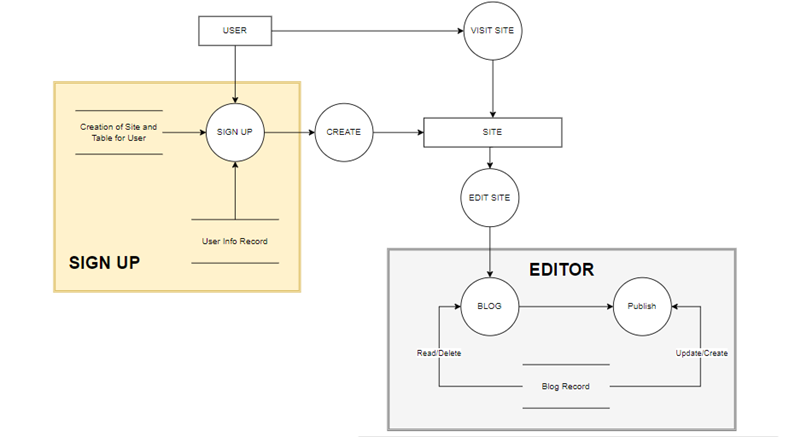 USER
VISIT SITE
Creation of Site and
Table for User
SIGN UP
CREATE
SITE
EDIT SITE
User Info Record
SIGN UP
EDITOR
BLOG
Publish
Read/Delete
Update/Create
Blog Record